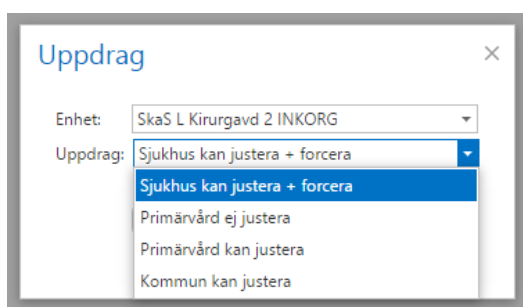 Uppdrag
Enhet: SkaS L Kirurgavd 2 INKORG
Uppdrag: Sjukhus kan justera + forcera
Sjukhus kan justera + forcera
Primärvård ej justera
Primärvård kan justera
Kommun kan justera